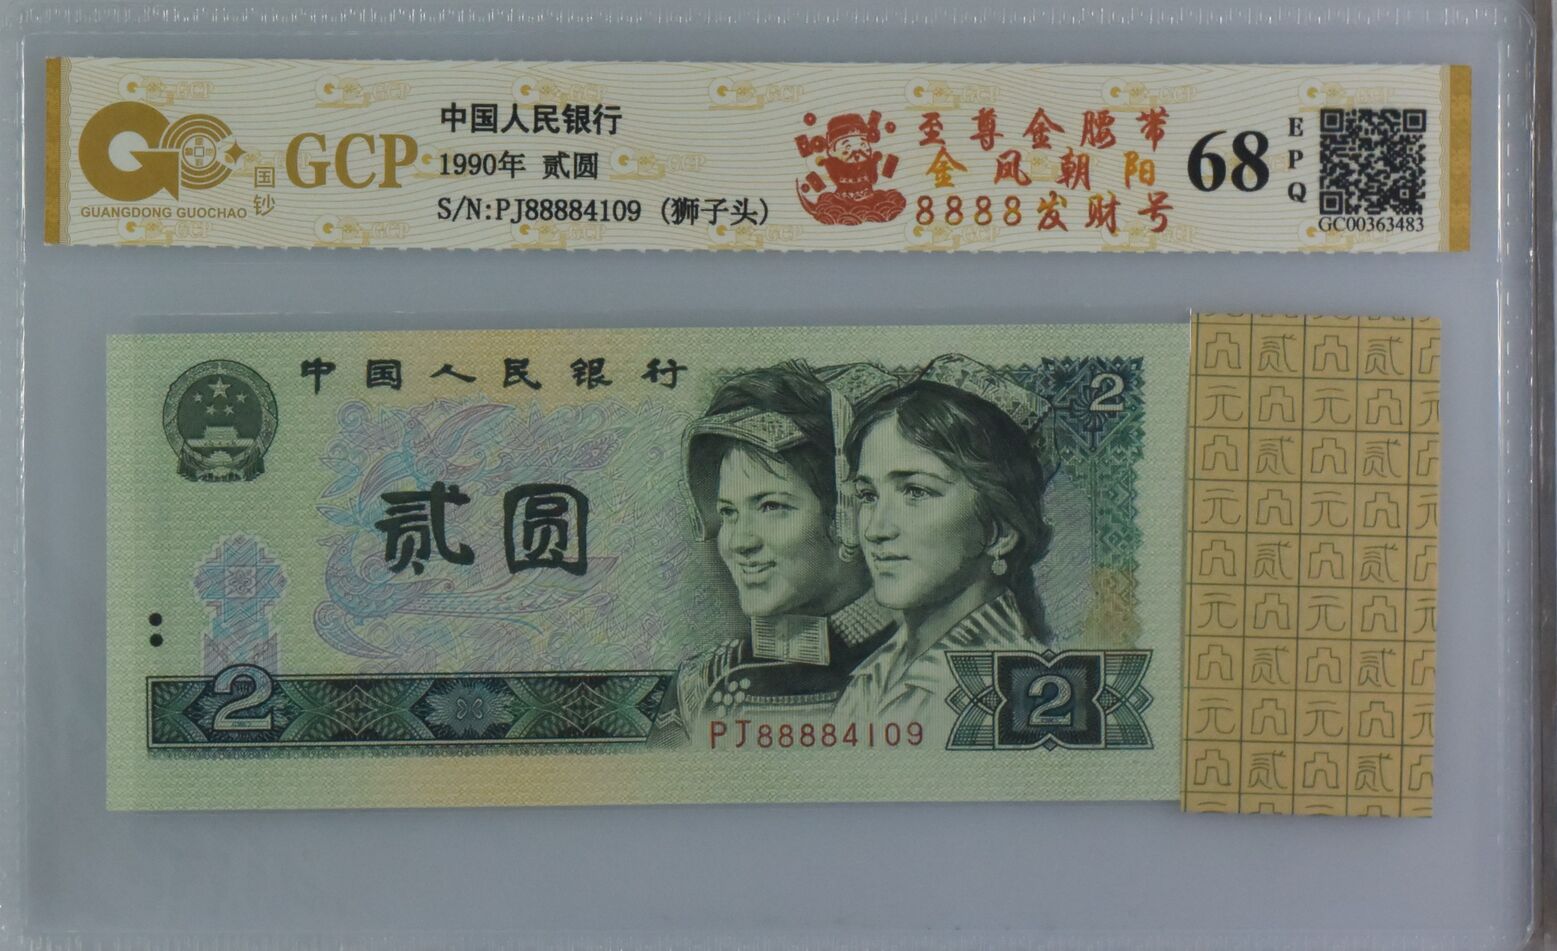 GCP
国钞
GUANGDONG GUOCHAO
中国人民银行
1990年 贰圆
S/N:PJ88884109 (狮子头)
至尊金腰带
金凤朝阳
8888发财号
68
EPQ
GC00363483
中国人民银行
贰圆
2
2
2
PJ88884109